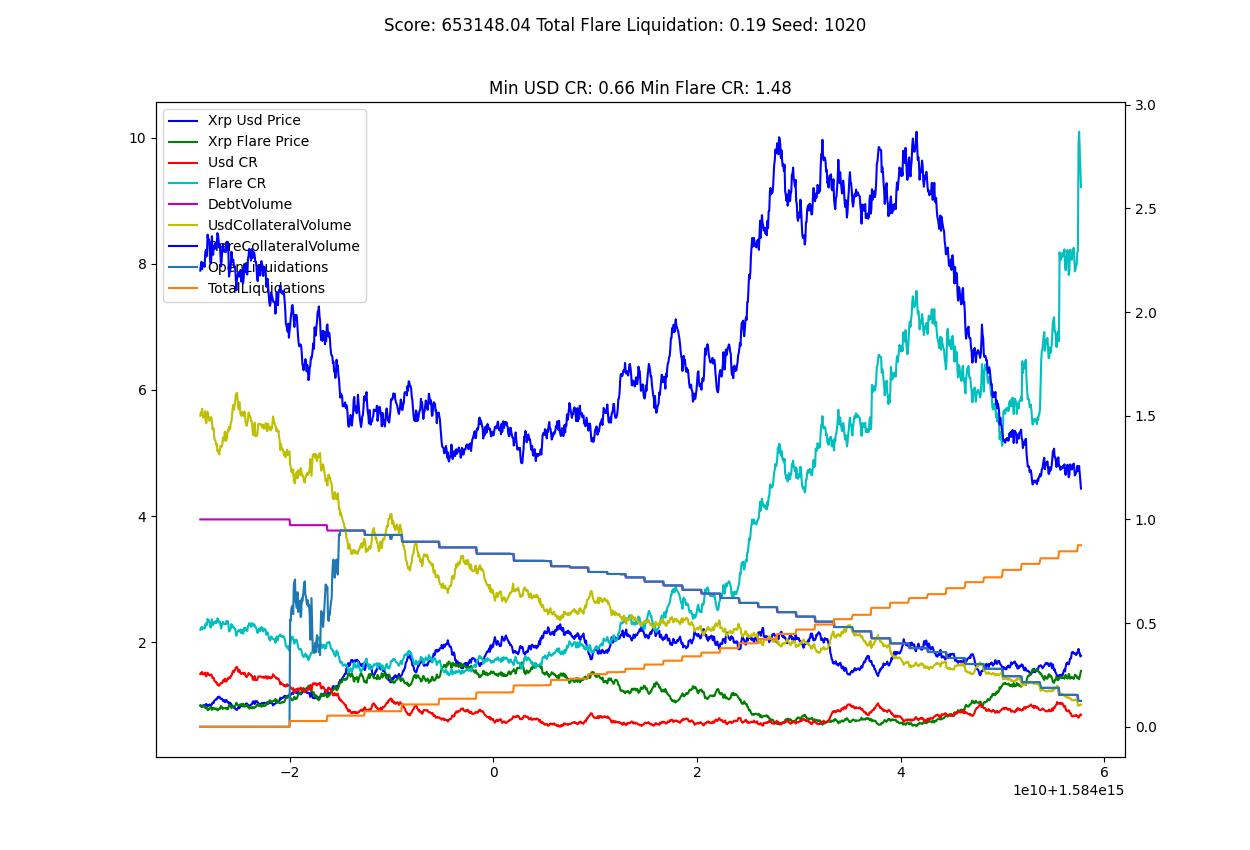 Score: 653148.04 Total Flare Liquidation: 0.19 Seed: 1020
Min USD CR: 0.66 Min Flare CR: 1.48
Xrp Usd Price
Xrp Flare Price
Usd CR
Flare CR
DebtVolume
UsdCollateralVolume
FlareCollateralVolume
OpenLiquidations
TotalLiquidations
10
8
6
4
2
3.0
2.5
2.0
1.5
1.0
0.5
0.0
−2
0
2
4
6
1e10+1.584e15